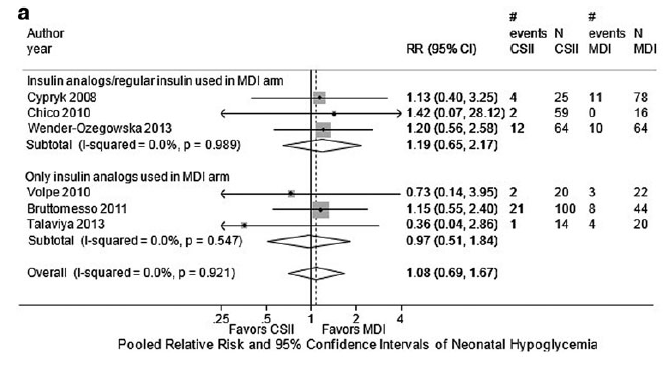 a
# # 
Author events N events N
year RR (95% CI) CSII CSII MDI MDI
Insulin analogs/regular insulin used in MDI arm
Cypryk 2008 1.13 (0.40, 3.25) 4 25 11 78
Chico 2010 1.42 (0.07, 28.12) 2 59 0 16
Wender-Ozegowska 2013 1.20 (0.56, 2.58) 12 64 10 64
Subtotal (I-squared = 0.0%, p = 0.989) 1.19 (0.65, 2.17)
Only insulin analogs used in MDI arm
Volpe 2010 0.73 (0.14, 3.95) 2 20 3 22
Bruttomesso 2011 1.15 (0.55, 2.40) 21 100 8 44
Talaviya 2013 0.36 (0.04, 2.86) 1 14 4 20
Subtotal (I-squared = 0.0%, p = 0.547) 0.97 (0.51, 1.84)
Overall (I-squared = 0.0%, p = 0.921) 1.08 (0.69, 1.67)
.25 .5 1 2 4
Favors CSII Favors MDI
Pooled Relative Risk and 95% Confidence Intervals of Neonatal Hypoglycemia